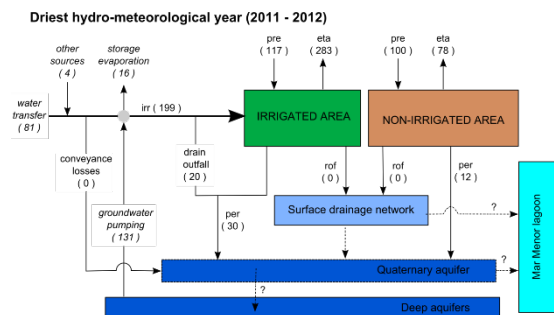 Driest hydro-meteorological year (2011 - 2012)
other
sources
( 4 )
storage
evaporation
( 16 )
pre
( 117 )
eta
( 283 )
pre
( 100 )
eta
( 78 )
water
transfer
( 81 )
irr ( 199 )
IRRIGATED AREA
NON-IRRIGATED AREA
conveyance
losses
( 0 )
drain
outfall
( 20 )
rof
( 0 )
rof
( 0 )
per
( 12 )
groundwater
pumping
( 131 )
per
( 30 )
Surface drainage network
?
Mar Menor lagoon
Quaternary aquifer
?
?
Deep aquifers